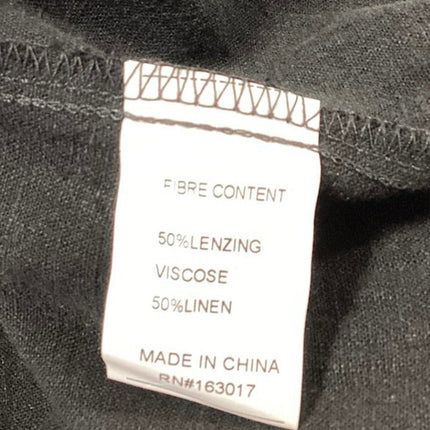 FIBRE CONTENT
50%LENZING
VISCOSE
50%LINEN
MADE IN CHINA
RN#163017